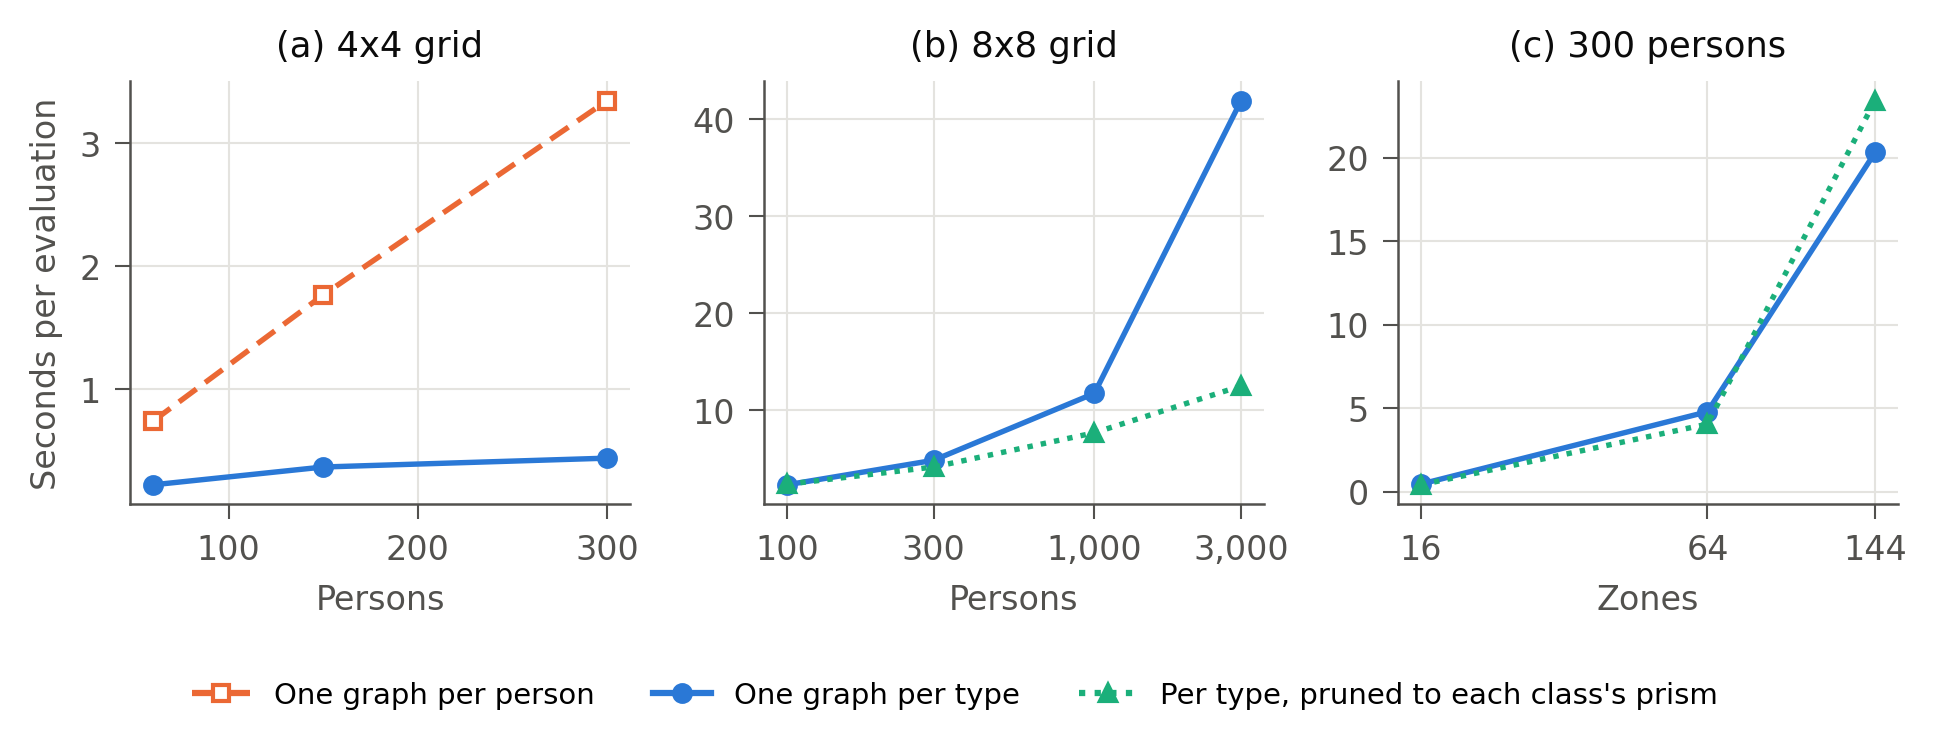 (a) 4x4 grid
(b) 8x8 grid
(c) 300 persons
Seconds per evaluation
3
2
1
100
200
300
Persons
40
30
20
10
100
300
1,000
3,000
Persons
20
15
10
5
0
16
64
144
Zones
One graph per person
One graph per type
Per type, pruned to each class's prism